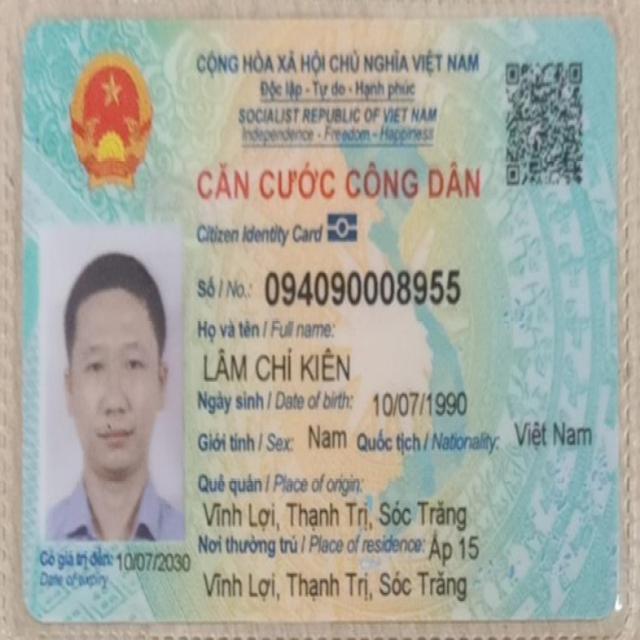 CỘNG HÒA XÃ HỘI CHỦ NGHĨA VIỆT NAM
Độc lập - Tự do - Hạnh phúc
SOCIALIST REPUBLIC OF VIET NAM
Independence - Freedom - Happiness
CĂN CƯỚC CÔNG DÂN
Citizen Identity Card
Số / No.: 094090008955
Họ và tên / Full name:
LÂM CHÍ KIÊN
Ngày sinh / Date of birth: 10/07/1990
Giới tính / Sex: Nam Quốc tịch / Nationality: Việt Nam
Quê quán / Place of origin:
Vĩnh Lợi, Thạnh Trị, Sóc Trăng
Nơi thường trú / Place of residence: Ấp 15
Vĩnh Lợi, Thạnh Trị, Sóc Trăng
Có giá trị đến: 10/07/2030
Date of expiry